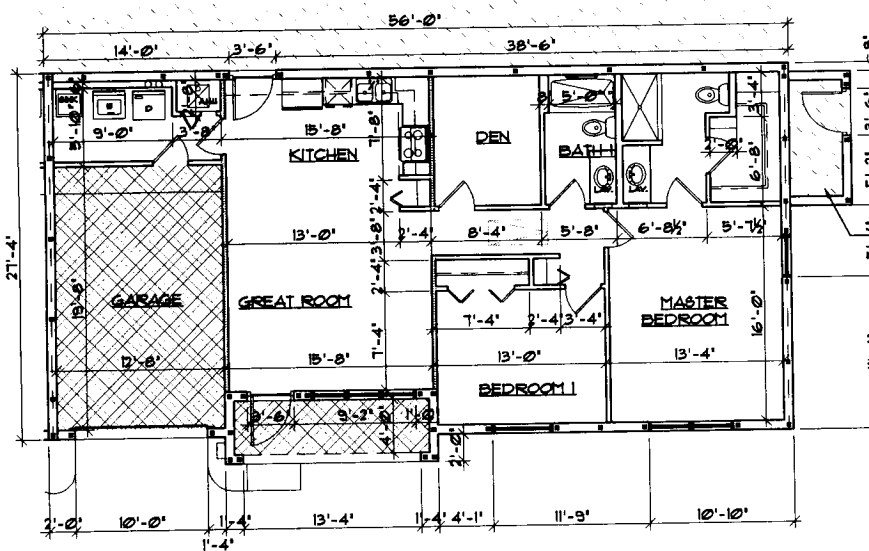 56'-0"
14'-0" 3'-6" 38'-6"
5'-10" 9'-0" 3'-8" 15'-8" 7'-8" 5'-0" 3'-4"
KITCHEN DEN BATH 1
D
LAV. LAV.
2'-0" 6'-8"
2'-4"
13'-0" 2'-4" 8'-4" 5'-8" 6'-8½" 5'-7½"
3'-8"
27'-4"
2'-4"
GARAGE GREAT ROOM MASTER
BEDROOM
16'-0"
7'-4" 2'-4" 3'-4"
7'-4"
12'-8" 15'-8" 13'-0" 13'-4"
BEDROOM 1
9'-2"
4'-0"
2'-0"
2'-0" 10'-0" 1'-4" 13'-4" 1'-4" 4'-1" 11'-9" 10'-10"
1'-4"